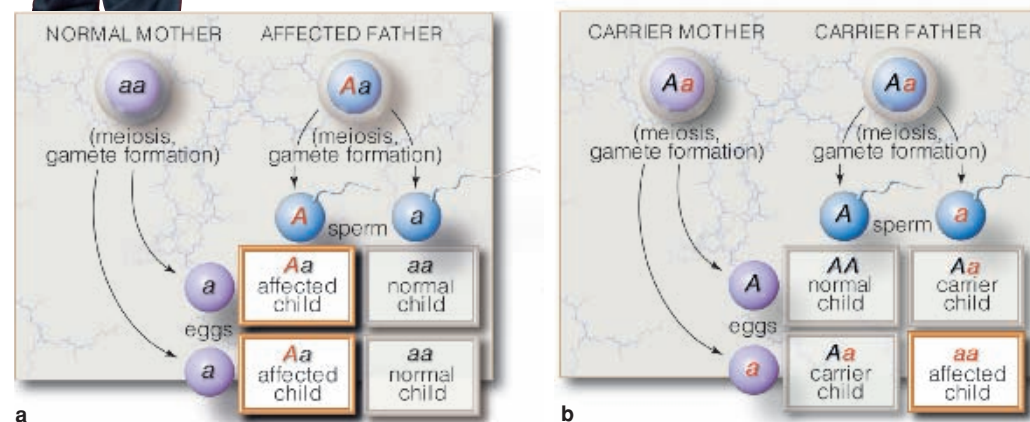 NORMAL MOTHER
AFFECTED FATHER
aa
Aa
(meiosis,
gamete formation)
(meiosis,
gamete formation)
A
a
sperm
a
eggs
a
Aa
affected
child
aa
normal
child
Aa
affected
child
aa
normal
child
a
CARRIER MOTHER
CARRIER FATHER
Aa
Aa
(meiosis,
gamete formation)
(meiosis,
gamete formation)
A
a
sperm
A
eggs
a
AA
normal
child
Aa
carrier
child
Aa
carrier
child
aa
affected
child
b